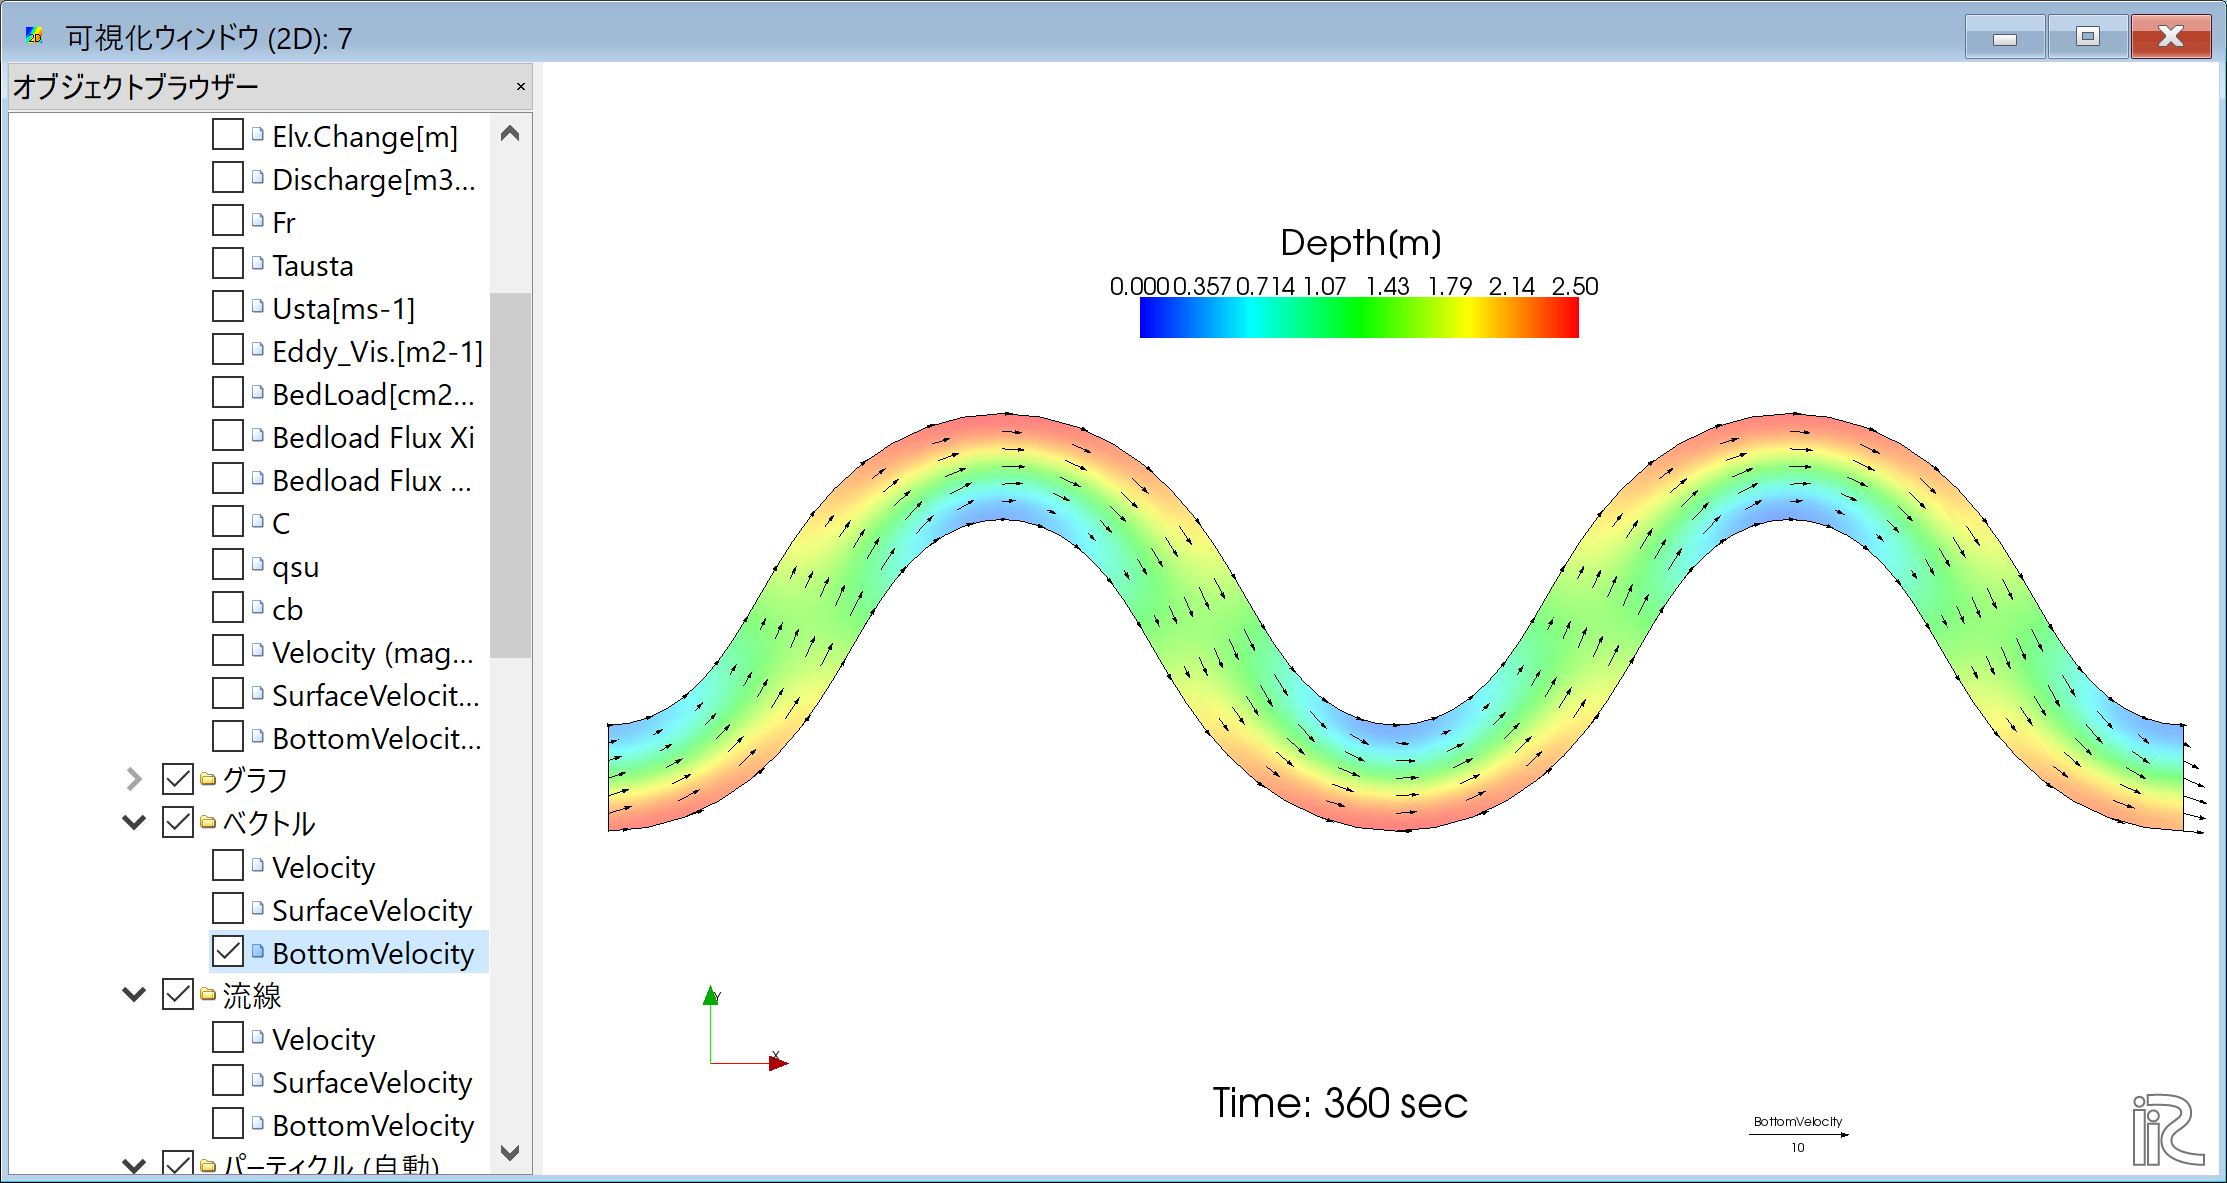 可視化ウィンドウ (2D): 7
オブジェクトブラウザー
Elv.Change[m]
Discharge[m3...
Fr
Tausta
Usta[ms-1]
Eddy_Vis.[m2-1]
BedLoad[cm2...
Bedload Flux Xi
Bedload Flux ...
C
qsu
cb
Velocity (mag...
SurfaceVelocit...
BottomVelocit...
グラフ
ベクトル
Velocity
SurfaceVelocity
BottomVelocity
流線
Velocity
SurfaceVelocity
BottomVelocity
パーティクル (自動)
Depth(m)
0.000 0.357 0.714 1.07 1.43 1.79 2.14 2.50
Y
X
Time: 360 sec
BottomVelocity
10
iRIC